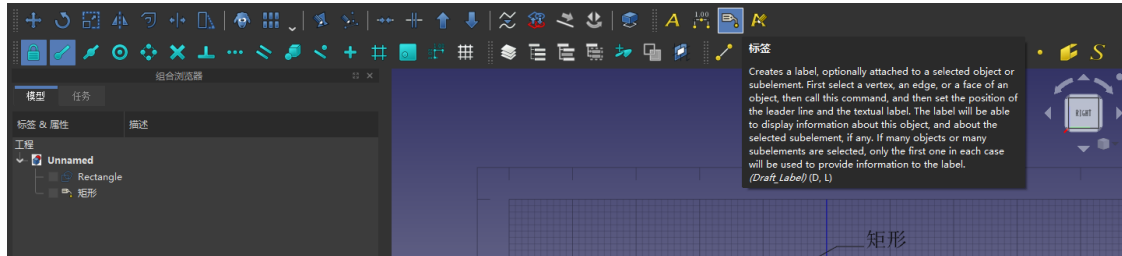 A 1.00
标签
Creates a label, optionally attached to a selected object or
subelement. First select a vertex, an edge, or a face of an
object, then call this command, and then set the position of
the leader line and the textual label. The label will be able
to display information about this object, and about the
selected subelement, if any. If many objects or many
subelements are selected, only the first one in each case
will be used to provide information to the label.
(Draft_Label) (D, L)
S
组合浏览器
模型 任务
标签 & 属性 描述
工程
Unnamed
Rectangle
矩形
RIGHT
矩形